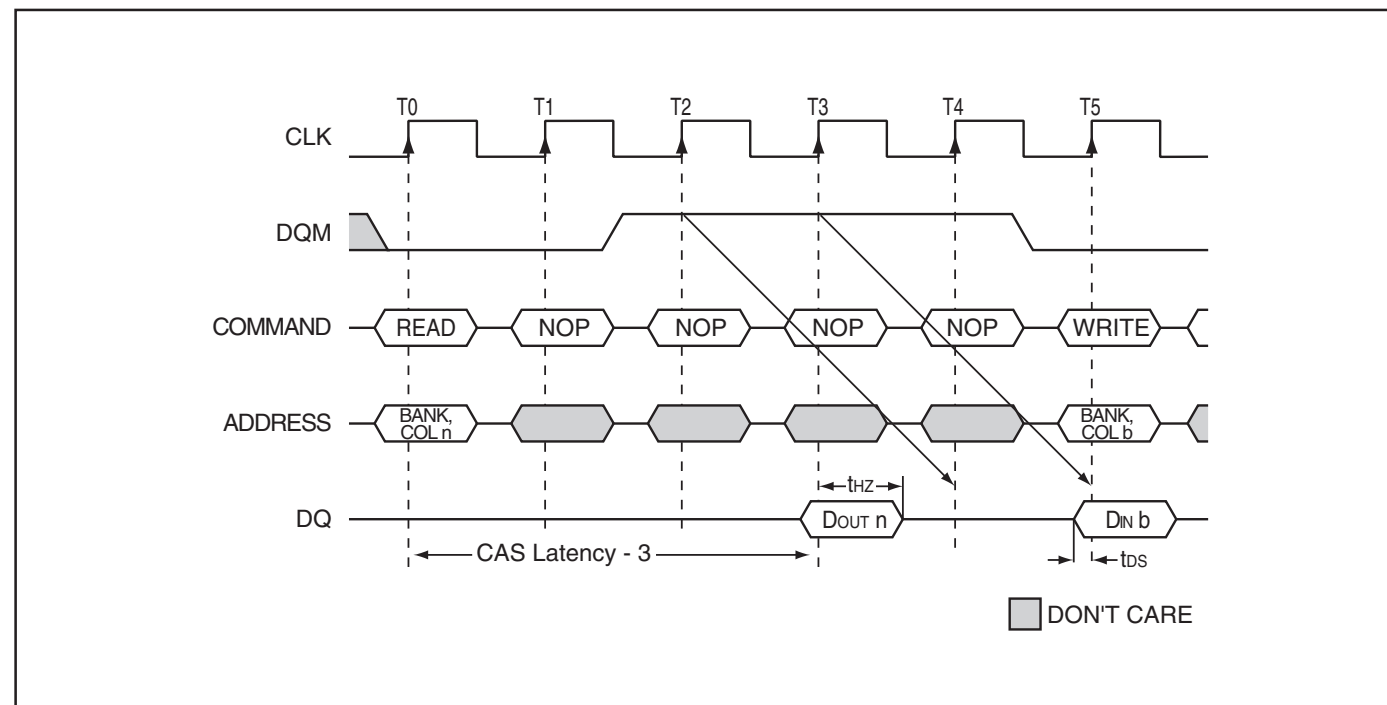 T0 T1 T2 T3 T4 T5
CLK
DQM
COMMAND READ NOP NOP NOP NOP WRITE
ADDRESS BANK, COL n BANK, COL b
tHZ
DQ DOUT n DIN b
CAS Latency - 3 tDS
DON'T CARE